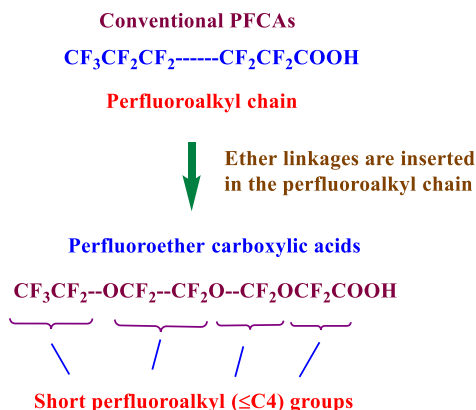 Conventional PFCAs
CF₃CF₂CF₂------CF₂CF₂COOH
Perfluoroalkyl chain
Ether linkages are inserted
in the perfluoroalkyl chain
Perfluoroether carboxylic acids
CF₃CF₂--OCF₂--CF₂O--CF₂OCF₂COOH
Short perfluoroalkyl (≤C4) groups